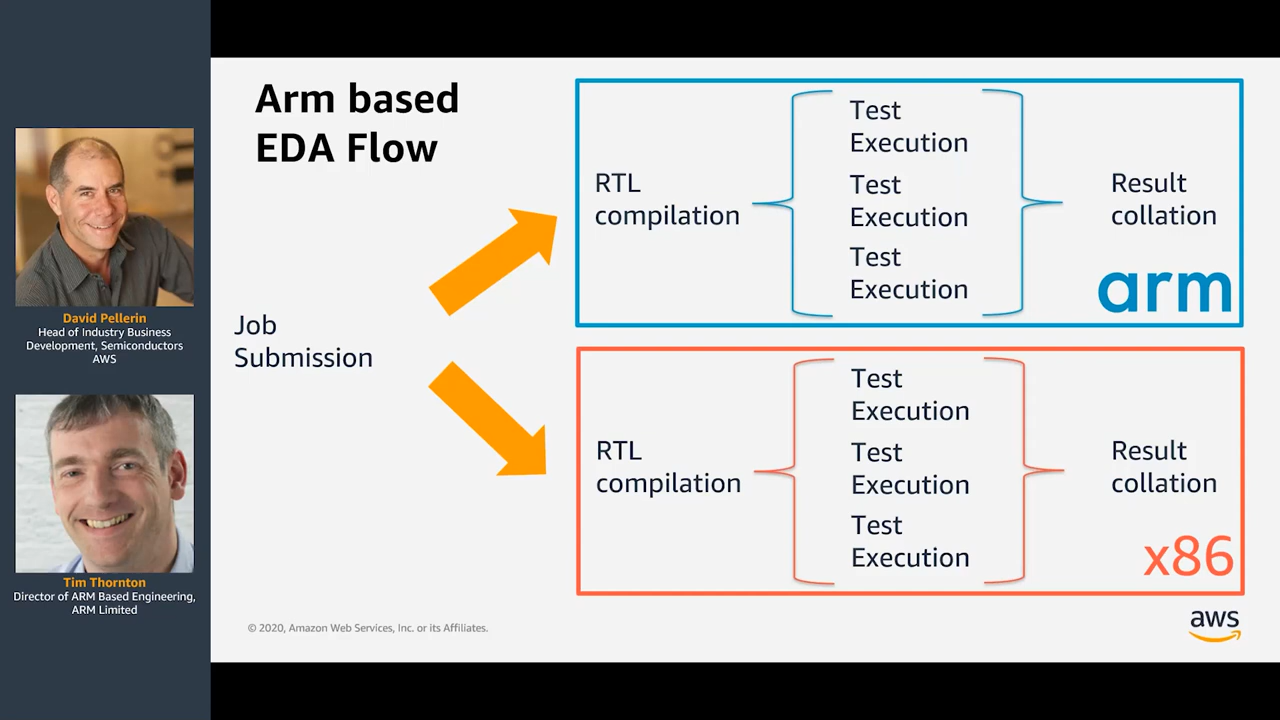 David Pellerin
Head of Industry Business
Development, Semiconductors
AWS
Tim Thornton
Director of ARM Based Engineering,
ARM Limited
Arm based
EDA Flow
Job
Submission
RTL
compilation
Test
Execution
Test
Execution
Test
Execution
Result
collation
arm
RTL
compilation
Test
Execution
Test
Execution
Test
Execution
Result
collation
x86
© 2020, Amazon Web Services, Inc. or its Affiliates.
aws